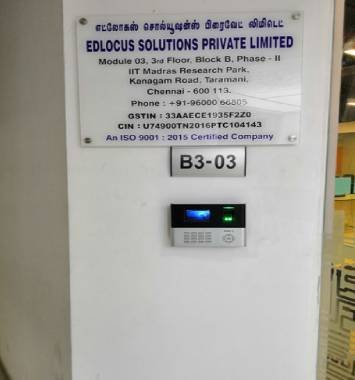 எட்லோகஸ் சொல்யூஷன்ஸ் பிரைவேட் லிமிடெட்
EDLOCUS SOLUTIONS PRIVATE LIMITED
Module 03, 3rd Floor, Block B, Phase - II
IIT Madras Research Park,
Kanagam Road, Taramani,
Chennai - 600 113.
Phone : +91-96000 66805
GSTIN : 33AAECE1935F2Z0
CIN : U74900TN2016PTC104143
An ISO 9001 : 2015 Certified Company
B3-03